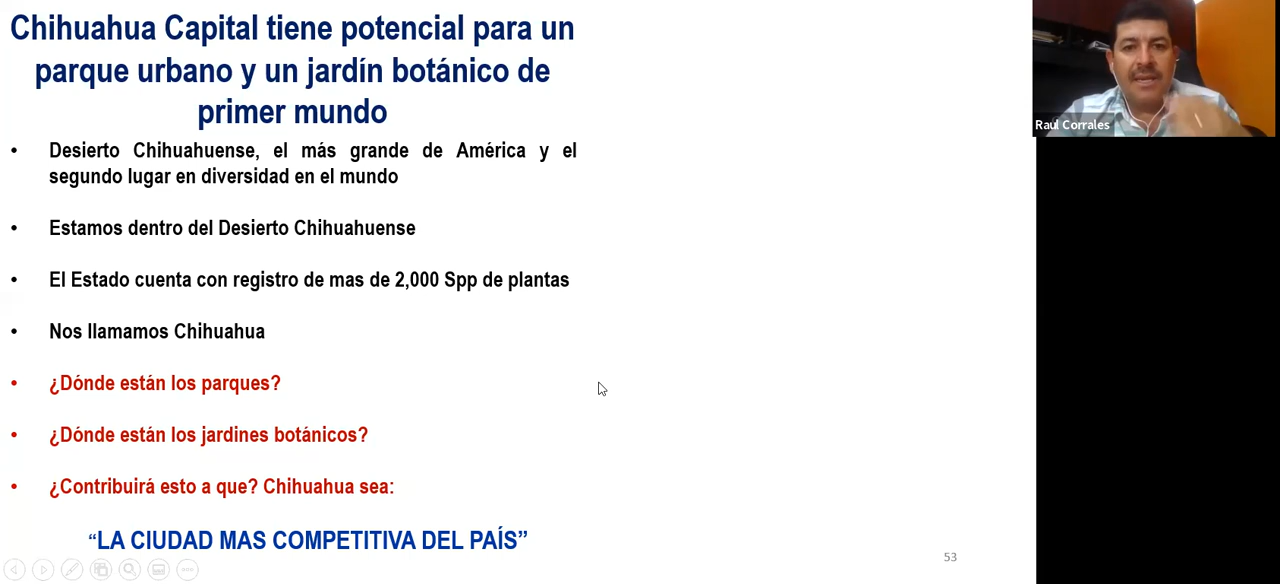 Chihuahua Capital tiene potencial para un
parque urbano y un jardín botánico de
primer mundo
• Desierto Chihuahuense, el más grande de América y el
segundo lugar en diversidad en el mundo
• Estamos dentro del Desierto Chihuahuense
• El Estado cuenta con registro de mas de 2,000 Spp de plantas
• Nos llamamos Chihuahua
• ¿Dónde están los parques?
• ¿Dónde están los jardines botánicos?
• ¿Contribuirá esto a que? Chihuahua sea:
“LA CIUDAD MAS COMPETITIVA DEL PAÍS”
53
Raul Corrales